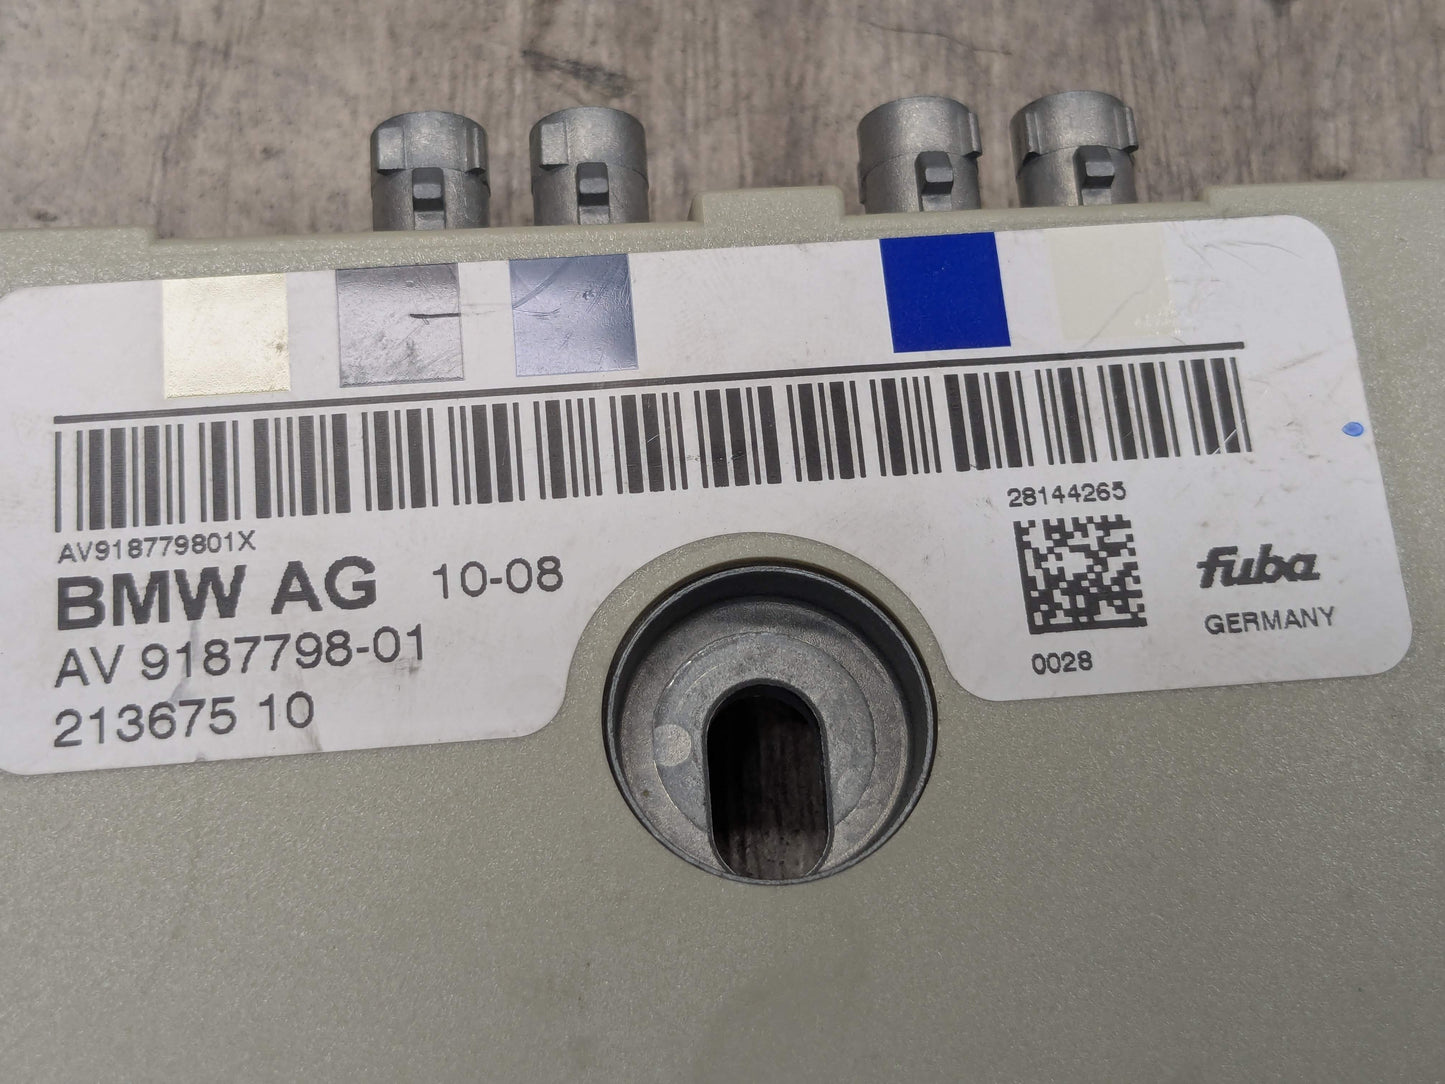 AV918779801X
BMW AG 10-08
AV 9187798-01
213675 10
28144265
0028
fuba
GERMANY